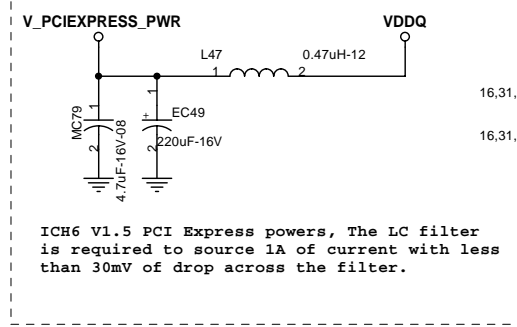 V_PCIEXPRESS_PWR
VDDQ
L47
0.47uH-12
1
2
16,31,
1
1
MC79
+
EC49
16,31,
220uF-16V
2
2
4.7uF-16V-08
ICH6 V1.5 PCI Express powers, The LC filter
is required to source 1A of current with less
than 30mV of drop across the filter.